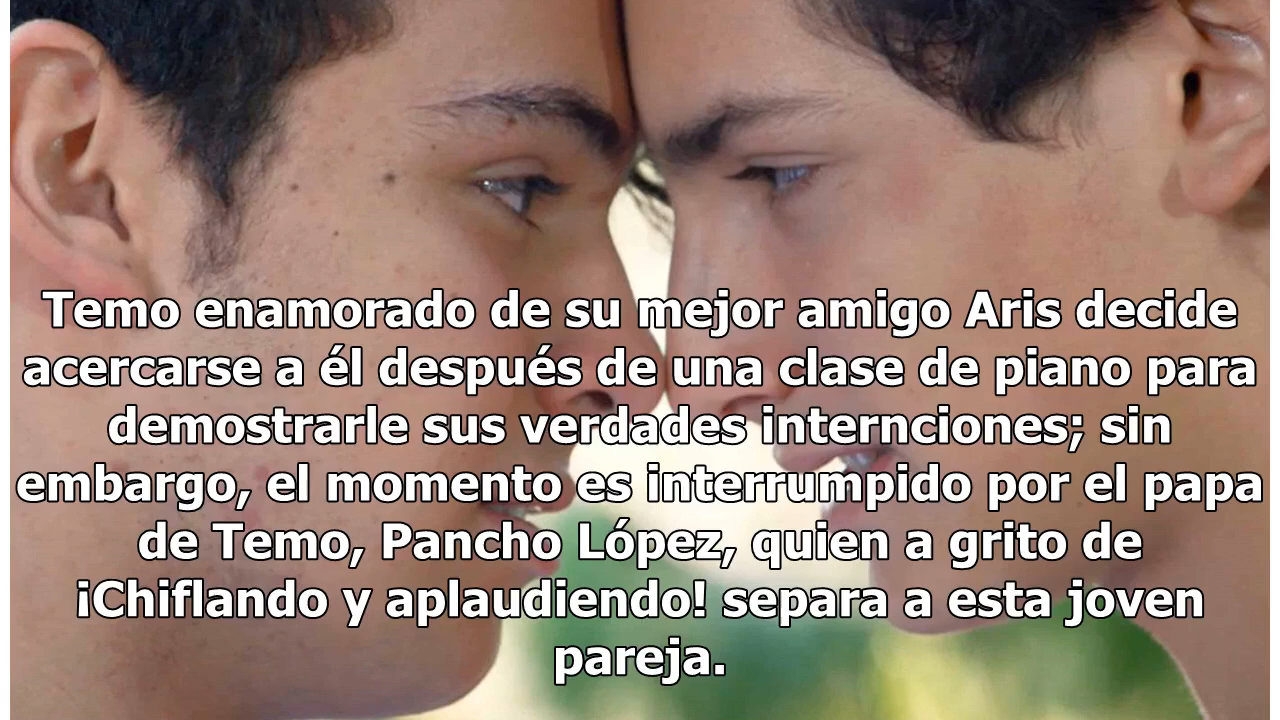 Temo enamorado de su mejor amigo Aris decide
acercarse a él después de una clase de piano para
demostrarle sus verdades internciones; sin
embargo, el momento es interrumpido por el papa
de Temo, Pancho López, quien a grito de
¡Chiflando y aplaudiendo! separa a esta joven
pareja.